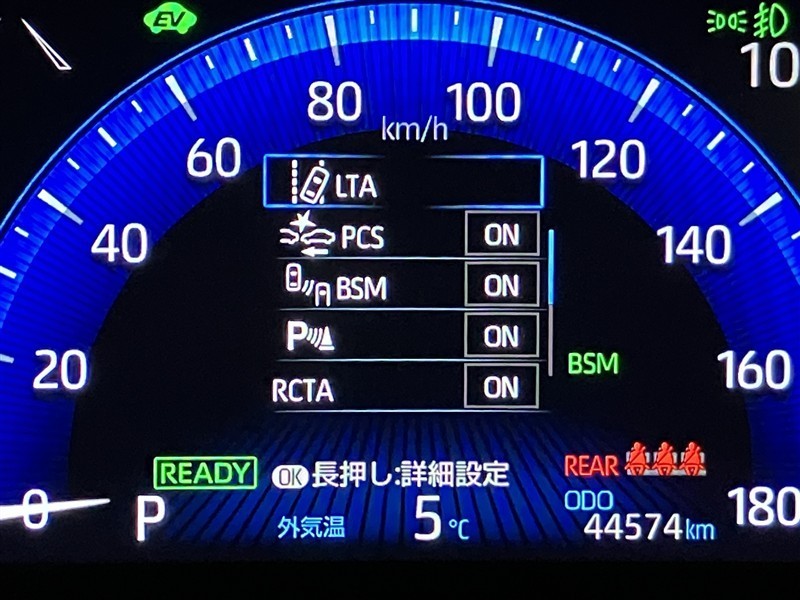 EV
10
80 100
km/h
60 120
LTA
40 140
PCS ON
BSM ON
P ON
20 BSM 160
RCTA ON
READY OK 長押し:詳細設定 REAR
0 P 外気温 5℃ ODO 44574km 180